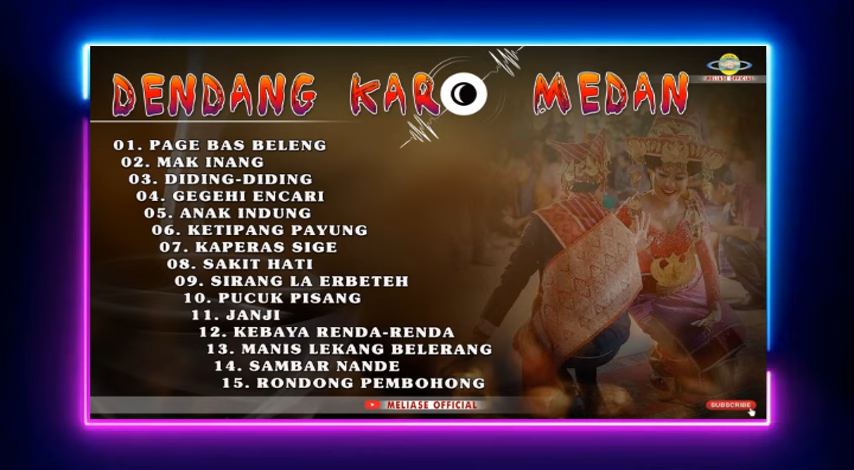 DENDANG KARO MEDAN
MELIASE OFFICIAL
01. PAGE BAS BELENG
02. MAK INANG
03. DIDING-DIDING
04. GEGEHI ENCARI
05. ANAK INDUNG
06. KETIPANG PAYUNG
07. KAPERAS SIGE
08. SAKIT HATI
09. SIRANG LA ERBETEH
10. PUCUK PISANG
11. JANJI
12. KEBAYA RENDA-RENDA
13. MANIS LEKANG BELERANG
14. SAMBAR NANDE
15. RONDONG PEMBOHONG
MELIASE OFFICIAL
SUBSCRIBE